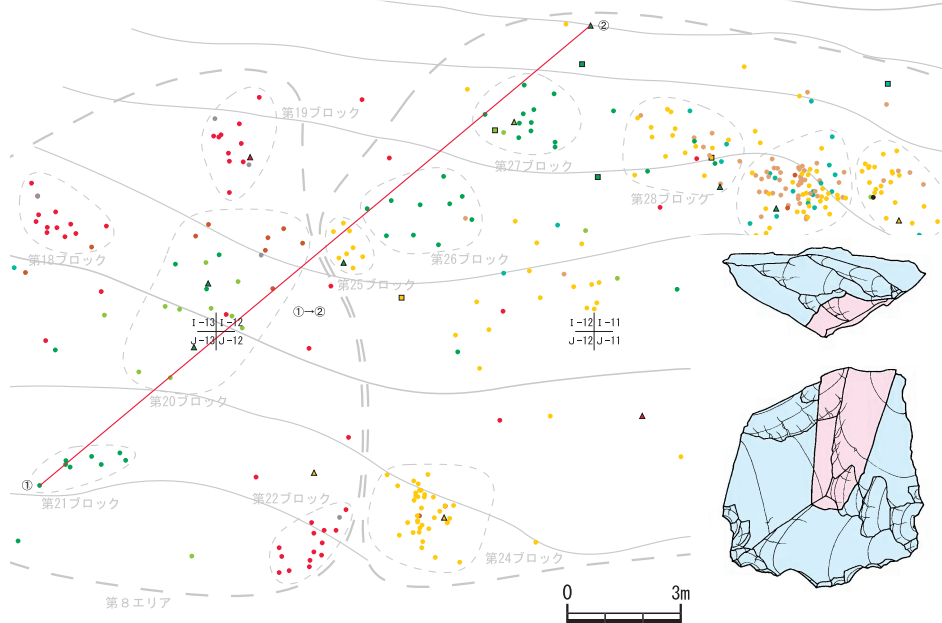 ②
第19ブロック
第27ブロック
第28ブロック
第18ブロック
第26ブロック
第25ブロック
①→②
I-13 I-12
J-13 J-12
I-12 I-11
J-12 J-11
第20ブロック
①
第21ブロック
第22ブロック
第24ブロック
第8エリア
0 3m